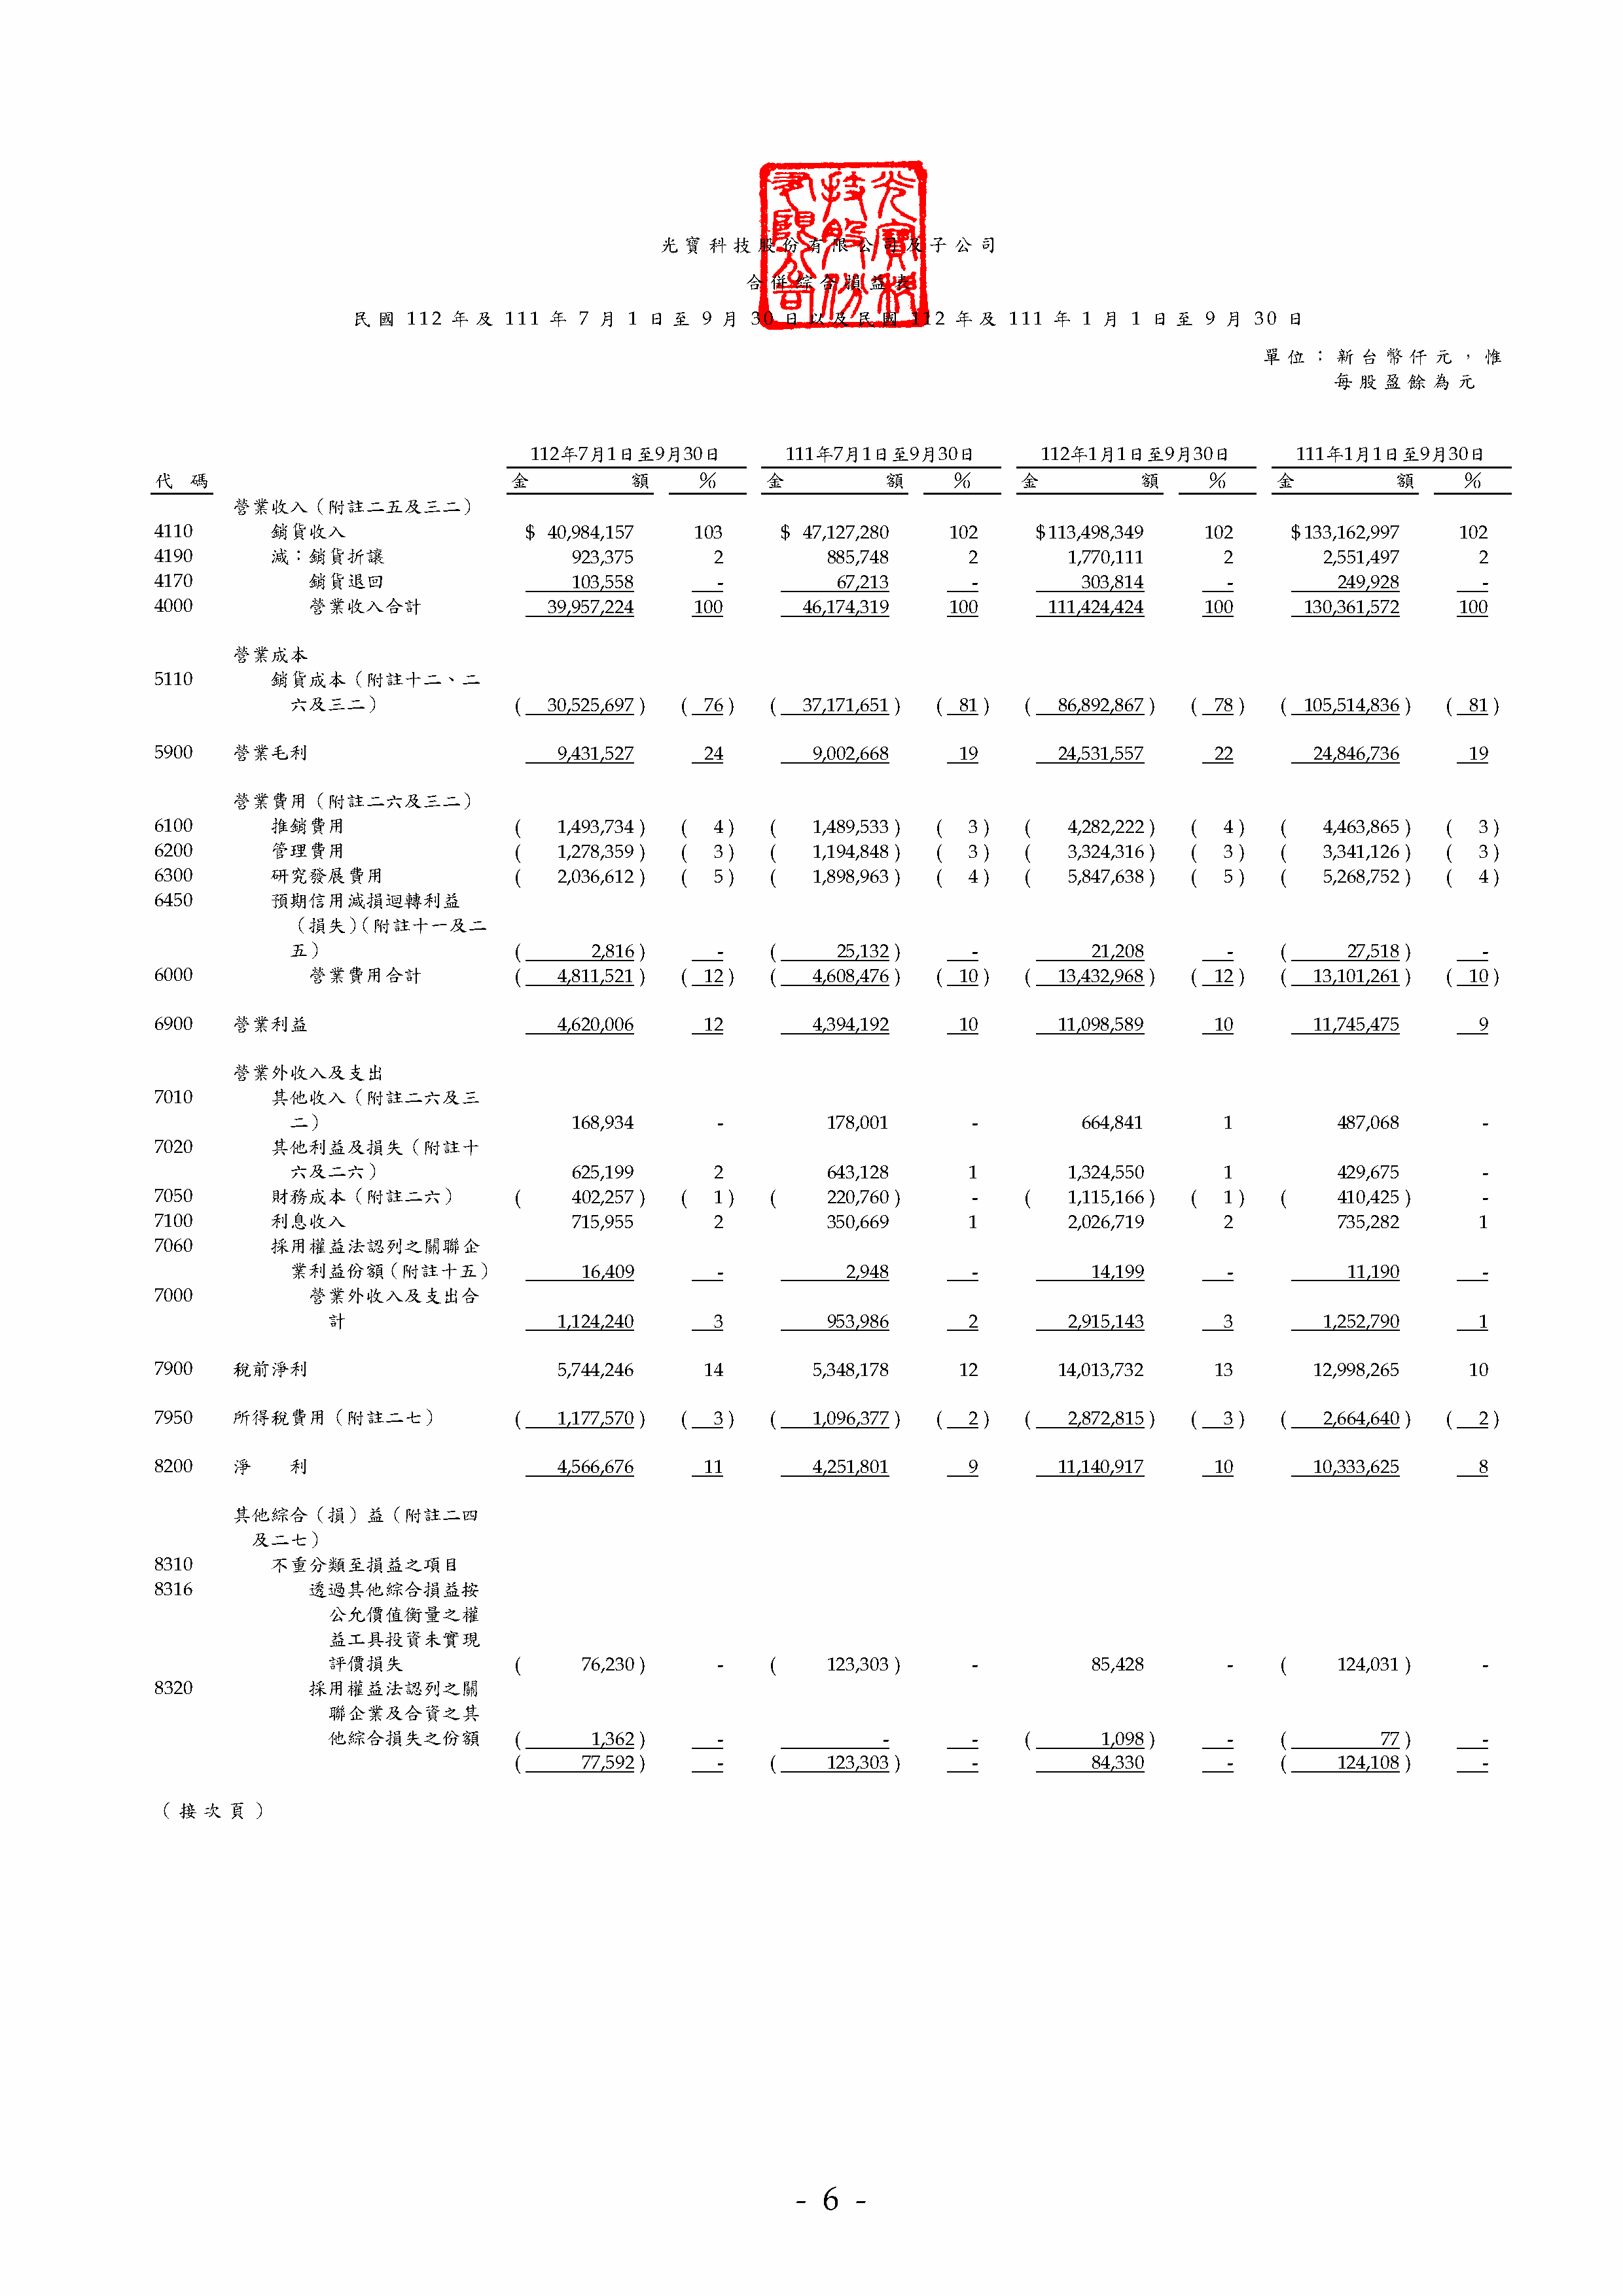 光寶科技股份有限公司及子公司
合併綜合損益表
民國 112 年及 111 年 7 月 1 日至 9 月 30 日以及民國 112 年及 111 年 1 月 1 日至 9 月 30 日
單位：新台幣仟元，惟
每股盈餘為元
112年7月1日至9月30日 111年7月1日至9月30日 112年1月1日至9月30日 111年1月1日至9月30日
代 碼 金 額 % 金 額 % 金 額 % 金 額 %
營業收入（附註二五及三二）
4110 銷貨收入 $ 40,984,157 103 $ 47,127,280 102 $113,498,349 102 $133,162,997 102
4190 減：銷貨折讓 923,375 2 885,748 2 1,770,111 2 2,551,497 2
4170 銷貨退回 103,558 - 67,213 - 303,814 - 249,928 -
4000 營業收入合計 39,957,224 100 46,174,319 100 111,424,424 100 130,361,572 100
營業成本
5110 銷貨成本（附註十二、二
六及三二） ( 30,525,697 ) ( 76 ) ( 37,171,651 ) ( 81 ) ( 86,892,867 ) ( 78 ) ( 105,514,836 ) ( 81 )
5900 營業毛利 9,431,527 24 9,002,668 19 24,531,557 22 24,846,736 19
營業費用（附註二六及三二）
6100 推銷費用 ( 1,493,734 ) ( 4 ) ( 1,489,533 ) ( 3 ) ( 4,282,222 ) ( 4 ) ( 4,463,865 ) ( 3 )
6200 管理費用 ( 1,278,359 ) ( 3 ) ( 1,194,848 ) ( 3 ) ( 3,324,316 ) ( 3 ) ( 3,341,126 ) ( 3 )
6300 研究發展費用 ( 2,036,612 ) ( 5 ) ( 1,898,963 ) ( 4 ) ( 5,847,638 ) ( 5 ) ( 5,268,752 ) ( 4 )
6450 預期信用減損迴轉利益
（損失）（附註十一及二
五） ( 2,816 ) - ( 25,132 ) - 21,208 - ( 27,518 ) -
6000 營業費用合計 ( 4,811,521 ) ( 12 ) ( 4,608,476 ) ( 10 ) ( 13,432,968 ) ( 12 ) ( 13,101,261 ) ( 10 )
6900 營業利益 4,620,006 12 4,394,192 10 11,098,589 10 11,745,475 9
營業外收入及支出
7010 其他收入（附註二六及三
二） 168,934 - 178,001 - 664,841 1 487,068 -
7020 其他利益及損失（附註十
六及二六） 625,199 2 643,128 1 1,324,550 1 429,675 -
7050 財務成本（附註二六） ( 402,257 ) ( 1 ) ( 220,760 ) - ( 1,115,166 ) ( 1 ) ( 410,425 ) -
7100 利息收入 715,955 2 350,669 1 2,026,719 2 735,282 1
7060 採用權益法認列之關聯企
業利益份額（附註十五） 16,409 - 2,948 - 14,199 - 11,190 -
7000 營業外收入及支出合
計 1,124,240 3 953,986 2 2,915,143 3 1,252,790 1
7900 稅前淨利 5,744,246 14 5,348,178 12 14,013,732 13 12,998,265 10
7950 所得稅費用（附註二七） ( 1,177,570 ) ( 3 ) ( 1,096,377 ) ( 2 ) ( 2,872,815 ) ( 3 ) ( 2,664,640 ) ( 2 )
8200 淨 利 4,566,676 11 4,251,801 9 11,140,917 10 10,333,625 8
其他綜合（損）益（附註二四
及二七）
8310 不重分類至損益之項目
8316 透過其他綜合損益按
公允價值衡量之權
益工具投資未實現
評價損失 ( 76,230 ) - ( 123,303 ) - 85,428 - ( 124,031 ) -
8320 採用權益法認列之關
聯企業及合資之其
他綜合損失之份額 ( 1,362 ) - - - ( 1,098 ) - ( 77 ) -
( 77,592 ) - ( 123,303 ) - 84,330 - ( 124,108 ) -
（接次頁）
- 6 -